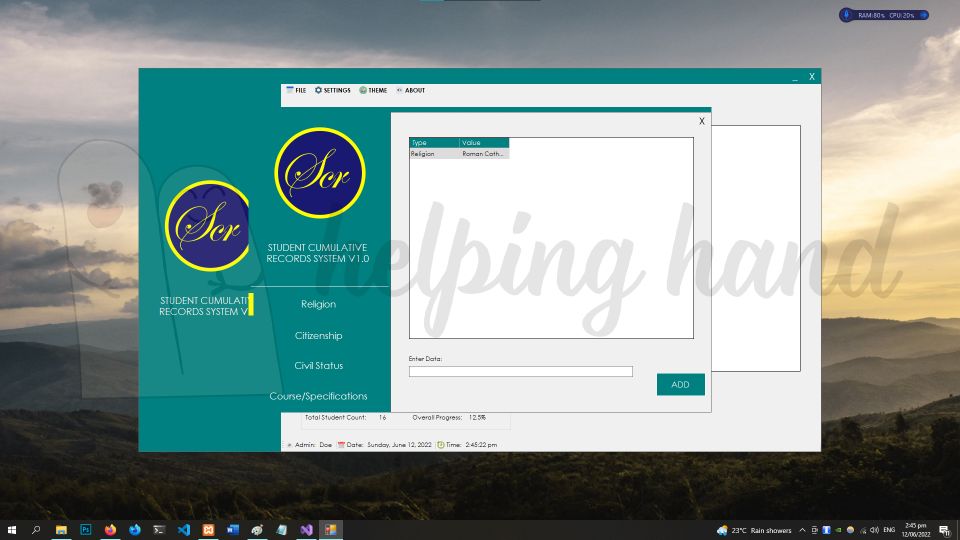 RAM:80% CPU:20%
_ X
FILE SETTINGS THEME ABOUT
X
Type Value
Religion Roman Cath...
Scr
Scr
helping hand
STUDENT CUMULATIVE
RECORDS SYSTEM V1.0
STUDENT CUMULATI
RECORDS SYSTEM V
Religion
Citizenship
Civil Status
Course/Specifications
Enter Data:
ADD
Total Student Count: 16 Overall Progress: 12.5%
Admin: Doe Date: Sunday, June 12, 2022 Time: 2:45:22 pm
23°C Rain showers ENG 2:45 pm
12/06/2022